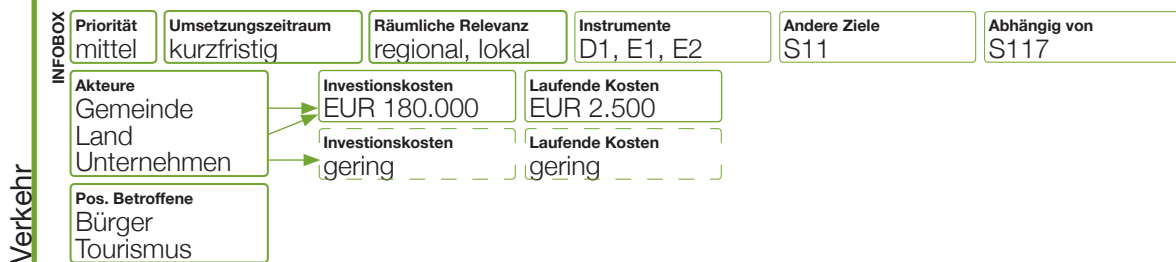 INFOBOX
Priorität
mittel
Umsetzungszeitraum
kurzfristig
Räumliche Relevanz
regional, lokal
Instrumente
D1, E1, E2
Andere Ziele
S11
Abhängig von
S117
Akteure
Gemeinde
Land
Unternehmen
Investionskosten
EUR 180.000
Laufende Kosten
EUR 2.500
Investionskosten
gering
Laufende Kosten
gering
Pos. Betroffene
Bürger
Tourismus
Verkehr